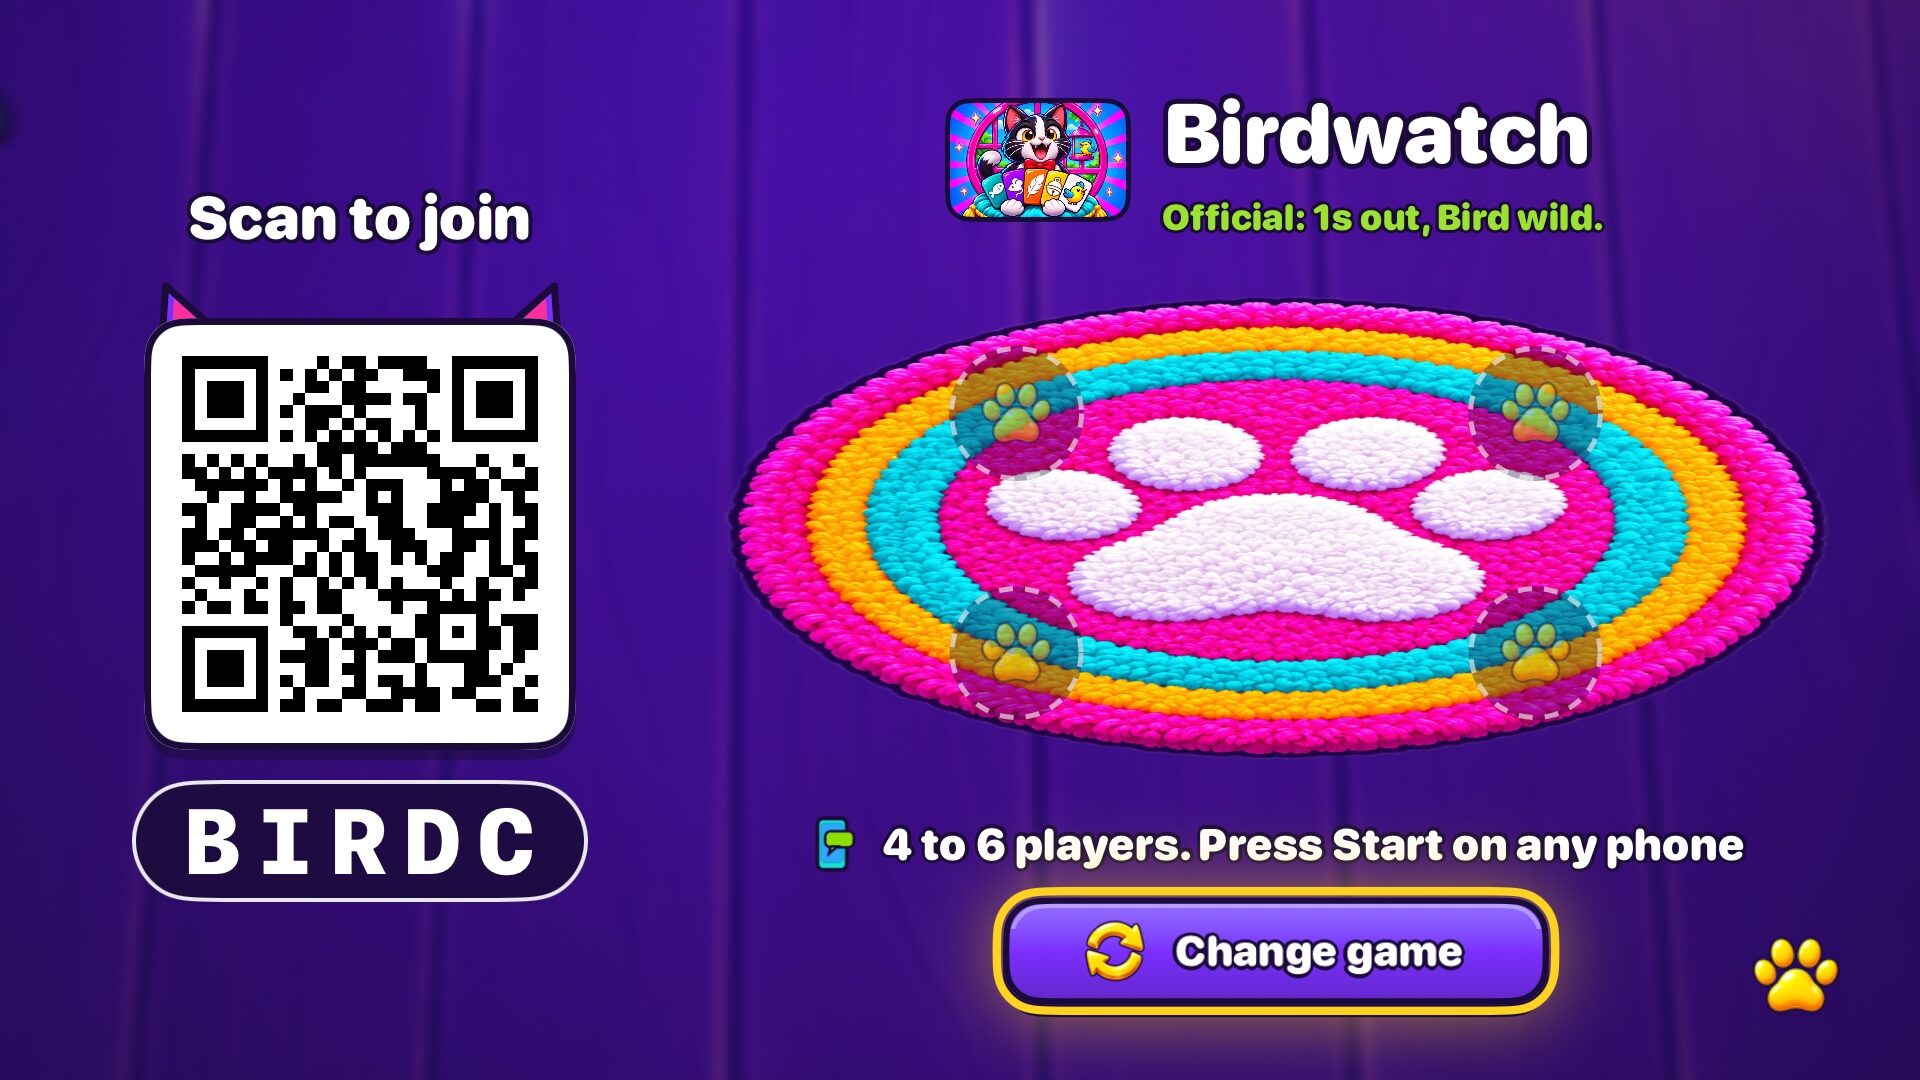 Scan to join
BIRDC
Birdwatch
Official: 1s out, Bird wild.
4 to 6 players. Press Start on any phone
Change game